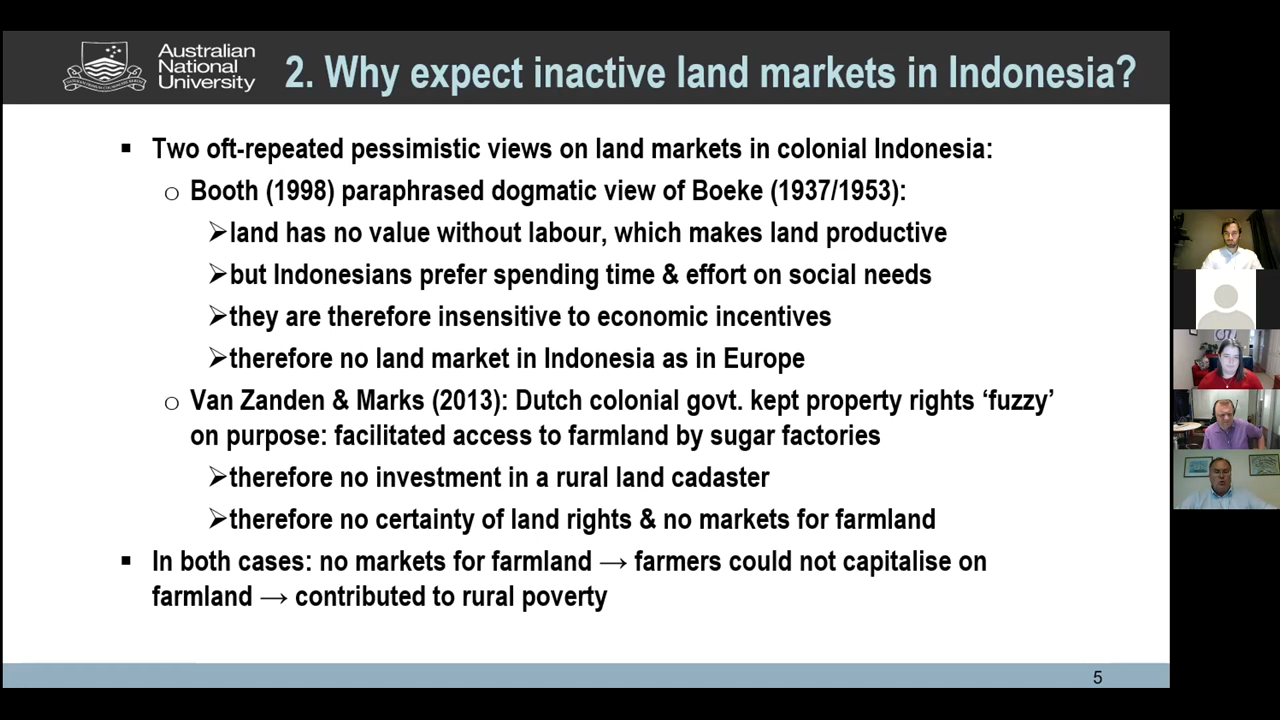 Australian
National
University
2. Why expect inactive land markets in Indonesia?
▪ Two oft-repeated pessimistic views on land markets in colonial Indonesia:
o Booth (1998) paraphrased dogmatic view of Boeke (1937/1953):
➢land has no value without labour, which makes land productive
➢but Indonesians prefer spending time & effort on social needs
➢they are therefore insensitive to economic incentives
➢therefore no land market in Indonesia as in Europe
o Van Zanden & Marks (2013): Dutch colonial govt. kept property rights ‘fuzzy’
on purpose: facilitated access to farmland by sugar factories
➢therefore no investment in a rural land cadaster
➢therefore no certainty of land rights & no markets for farmland
▪ In both cases: no markets for farmland → farmers could not capitalise on
farmland → contributed to rural poverty
5